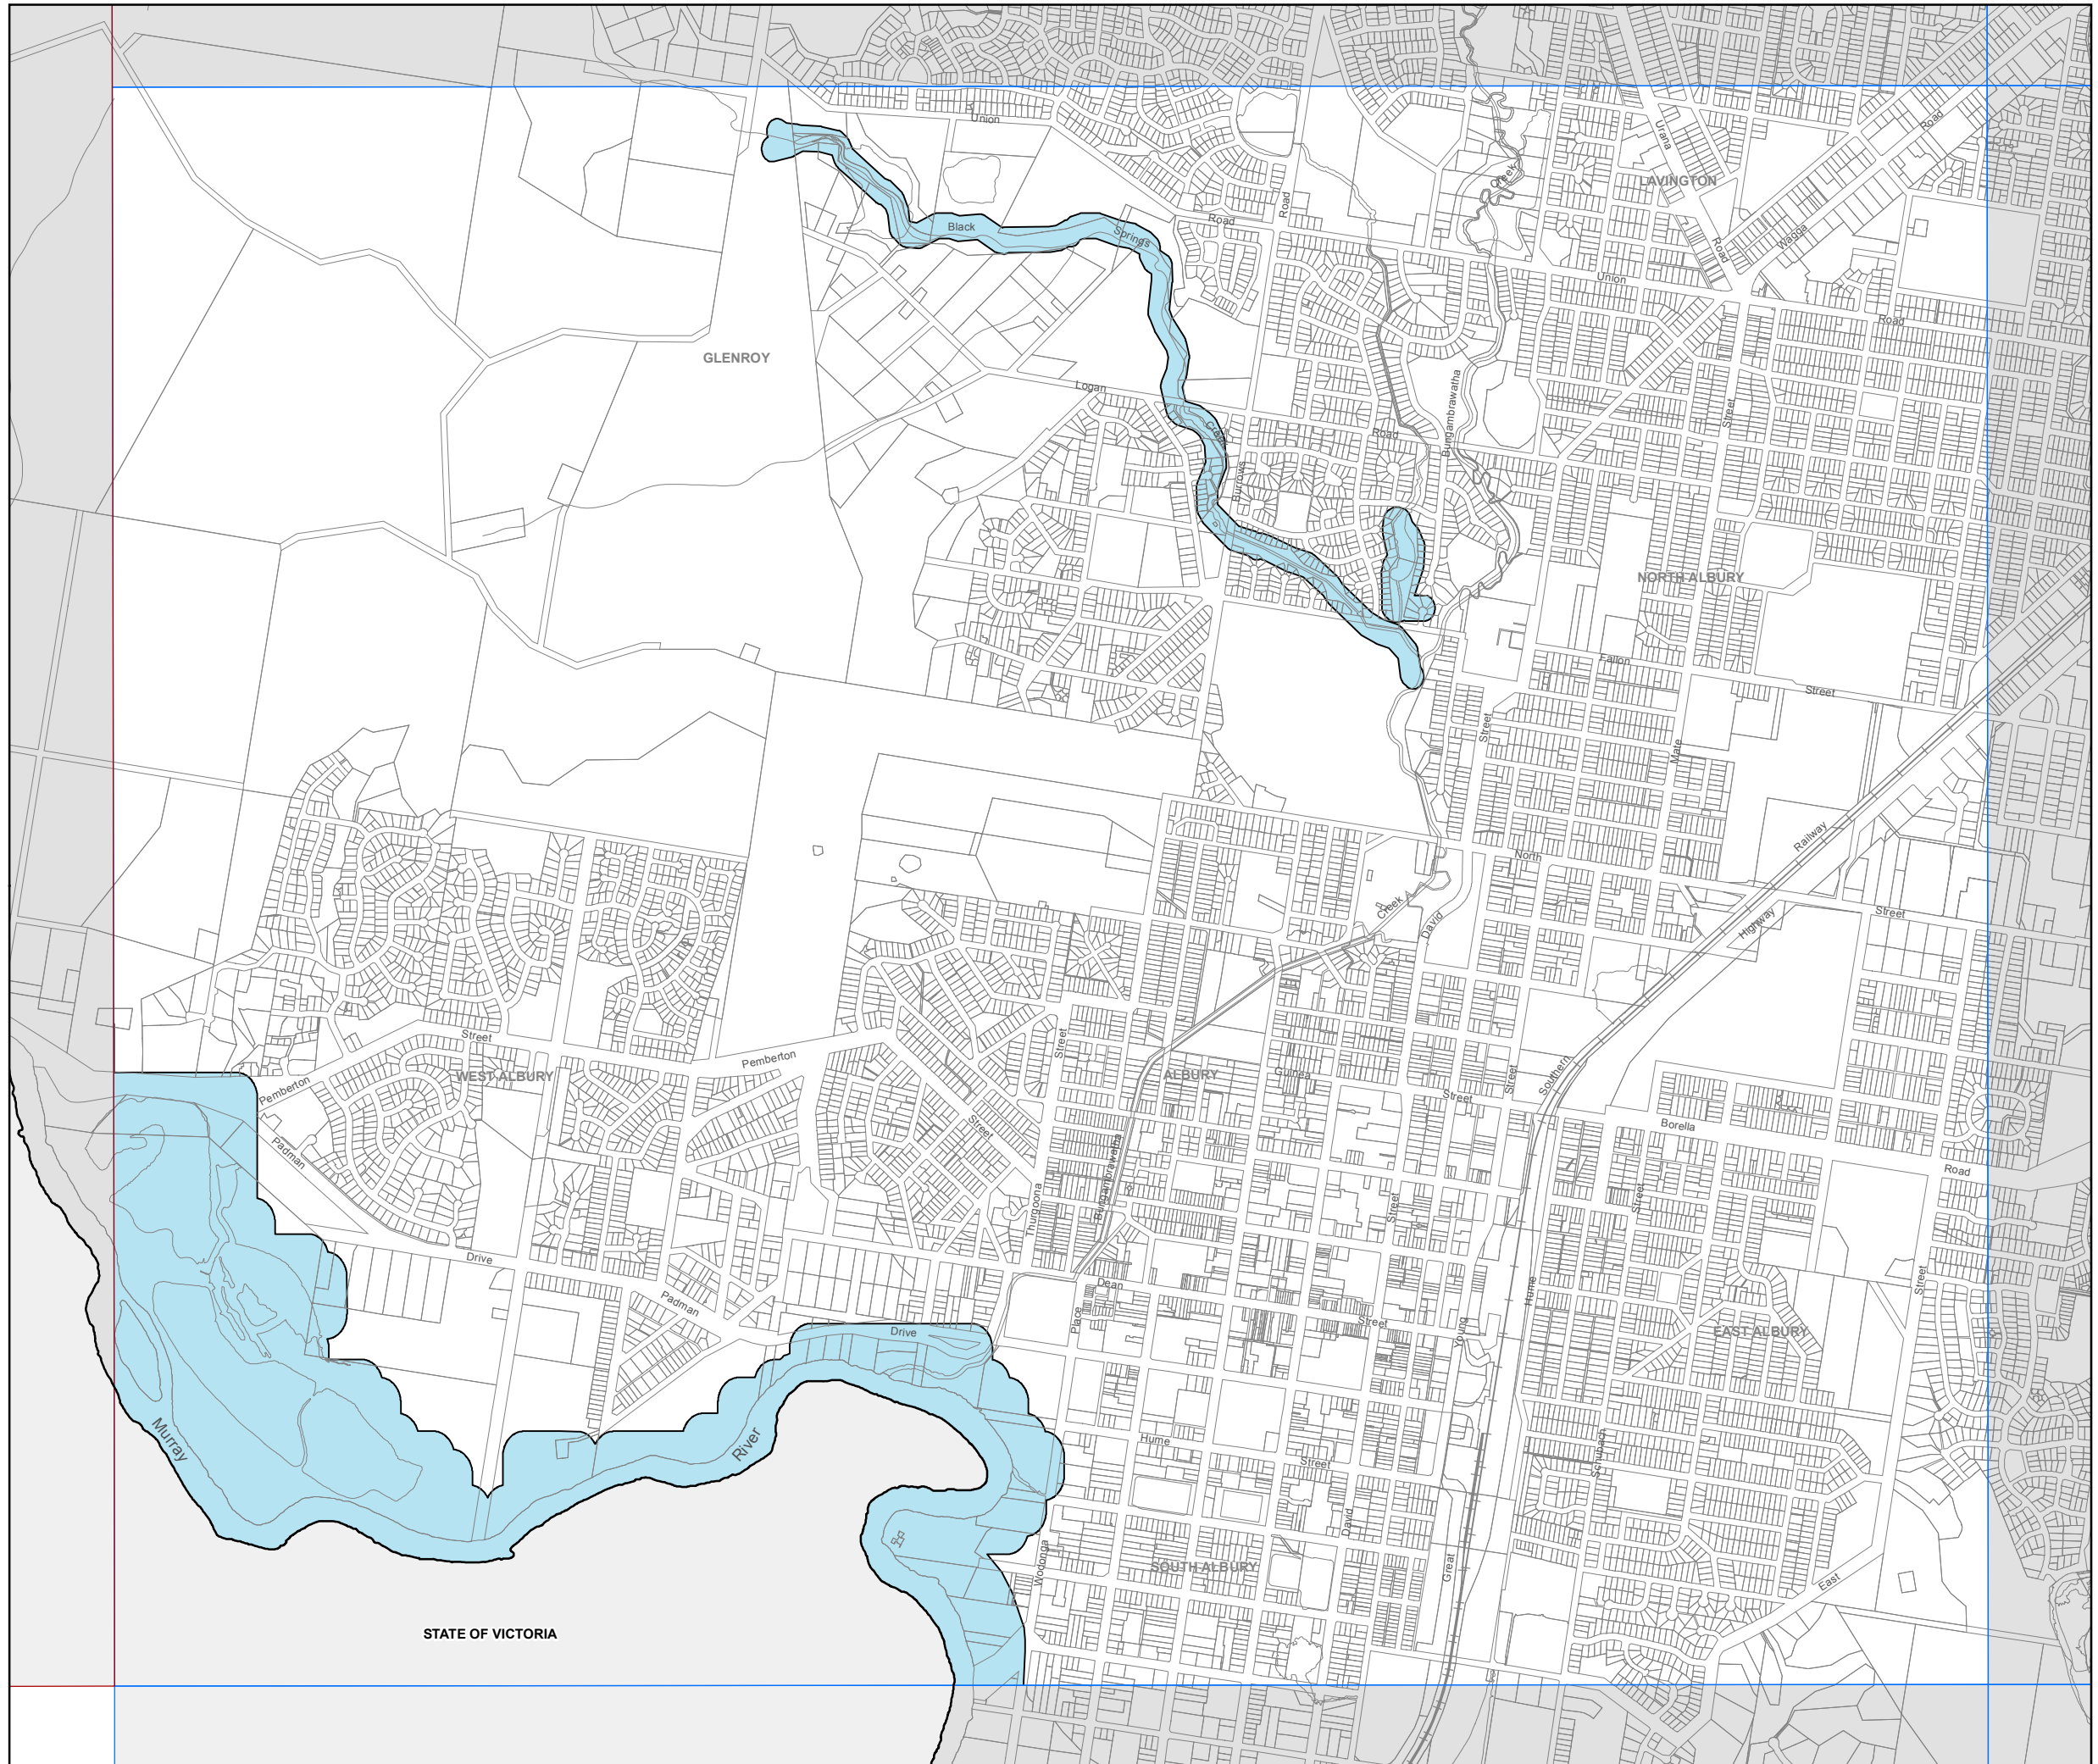 Union
Urana
Road
Creek
LAVINGTON
Road
Road
Black
Springs
Road
Wagga
Union
Road
GLENROY
Logan
Bungambrawatha
Street
Creek
Road
Burrows
NORTH ALBURY
Fallon
Street
Street
Mate
Railway
North
Creek
David
Street
Highway
Street
Pemberton
Street
Southern
WEST ALBURY
Pemberton
ALBURY
Guinea
Street
Street
Street
Borella
Padman
Bungambrawatha
Road
Thurgoona
Street
Street
Drive
Dean
Hume
Street
Padman
Place
Street
Drive
Young
EAST ALBURY
Murray
River
Hume
Street
Schubach
David
Wodonga
SOUTH ALBURY
Great
East
STATE OF VICTORIA